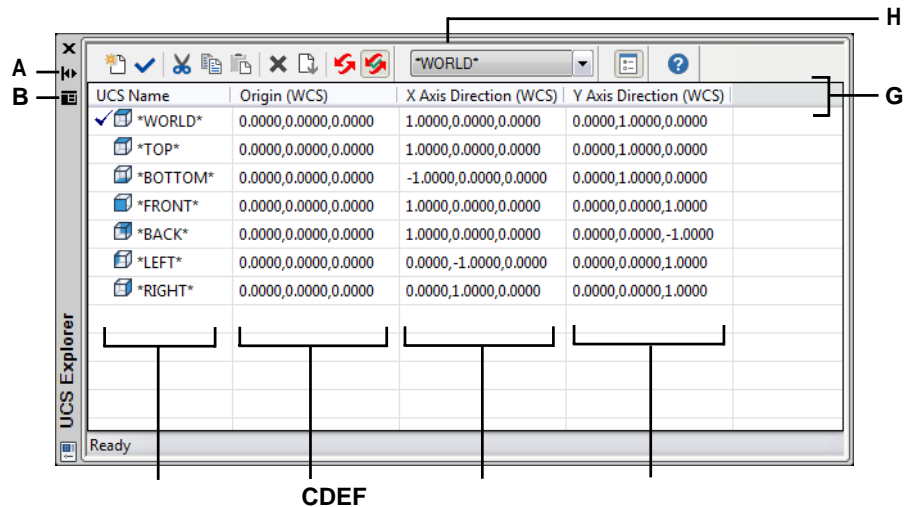 H
*WORLD*
A
B
G
UCS Name Origin (WCS) X Axis Direction (WCS) Y Axis Direction (WCS)
*WORLD* 0.0000,0.0000,0.0000 1.0000,0.0000,0.0000 0.0000,1.0000,0.0000
*TOP* 0.0000,0.0000,0.0000 1.0000,0.0000,0.0000 0.0000,1.0000,0.0000
*BOTTOM* 0.0000,0.0000,0.0000 -1.0000,0.0000,0.0000 0.0000,1.0000,0.0000
*FRONT* 0.0000,0.0000,0.0000 1.0000,0.0000,0.0000 0.0000,0.0000,1.0000
*BACK* 0.0000,0.0000,0.0000 1.0000,0.0000,0.0000 0.0000,0.0000,-1.0000
*LEFT* 0.0000,0.0000,0.0000 0.0000,-1.0000,0.0000 0.0000,0.0000,1.0000
*RIGHT* 0.0000,0.0000,0.0000 0.0000,1.0000,0.0000 0.0000,0.0000,1.0000
UCS Explorer
Ready
CDEF